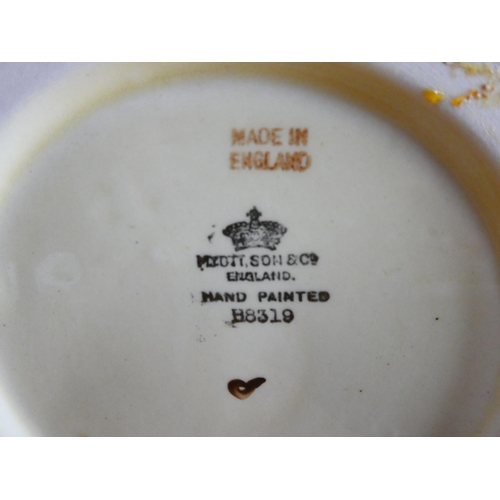 MADE IN
ENGLAND
MYOTT, SON & Co
ENGLAND.
HAND PAINTED
B8319